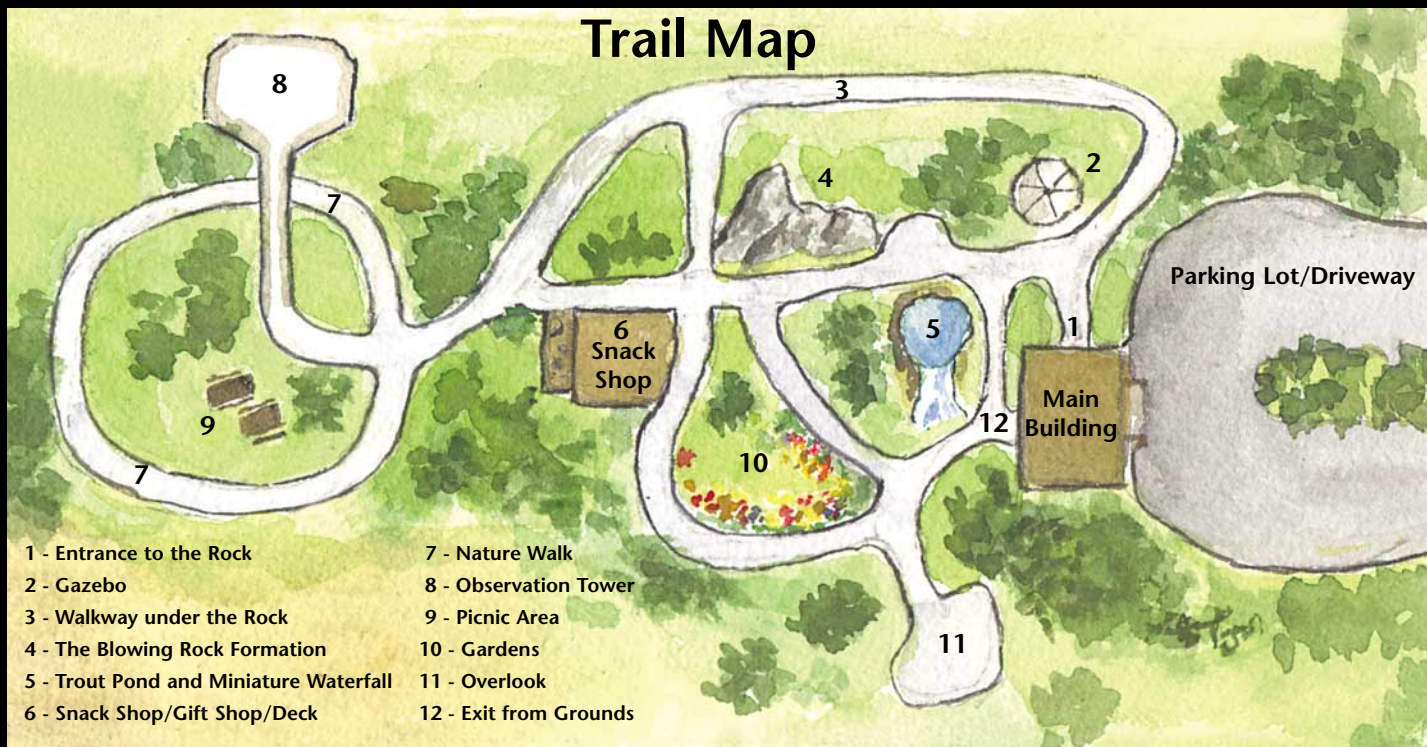 Trail Map
8
3
2
4
7
Parking Lot/Driveway
5
1
6
Snack
Shop
Main
Building
9
12
10
7
11
1 - Entrance to the Rock
2 - Gazebo
3 - Walkway under the Rock
4 - The Blowing Rock Formation
5 - Trout Pond and Miniature Waterfall
6 - Snack Shop/Gift Shop/Deck
7 - Nature Walk
8 - Observation Tower
9 - Picnic Area
10 - Gardens
11 - Overlook
12 - Exit from Grounds